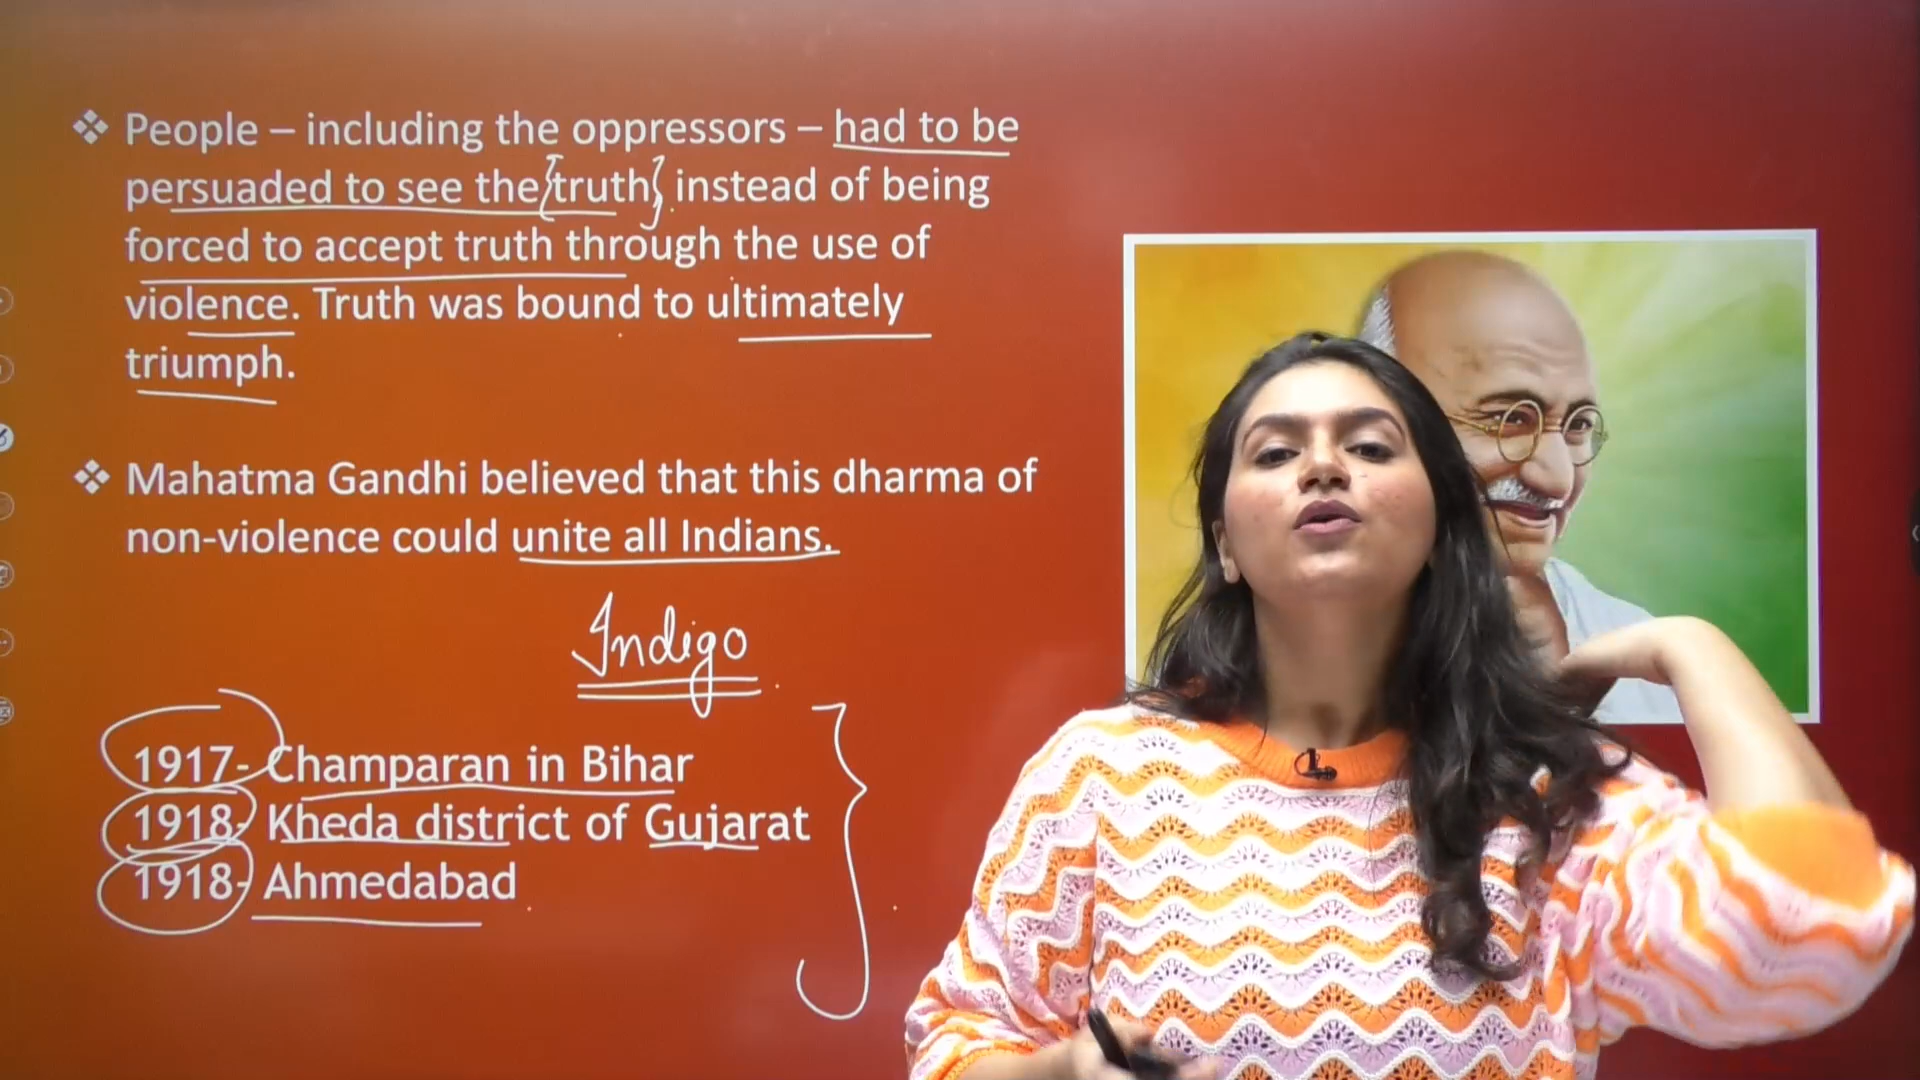 ❖ People – including the oppressors – had to be
persuaded to see the {truth} instead of being
forced to accept truth through the use of
violence. Truth was bound to ultimately
triumph.
❖ Mahatma Gandhi believed that this dharma of
non-violence could unite all Indians.
Indigo
1917- Champaran in Bihar
1918- Kheda district of Gujarat
1918- Ahmedabad